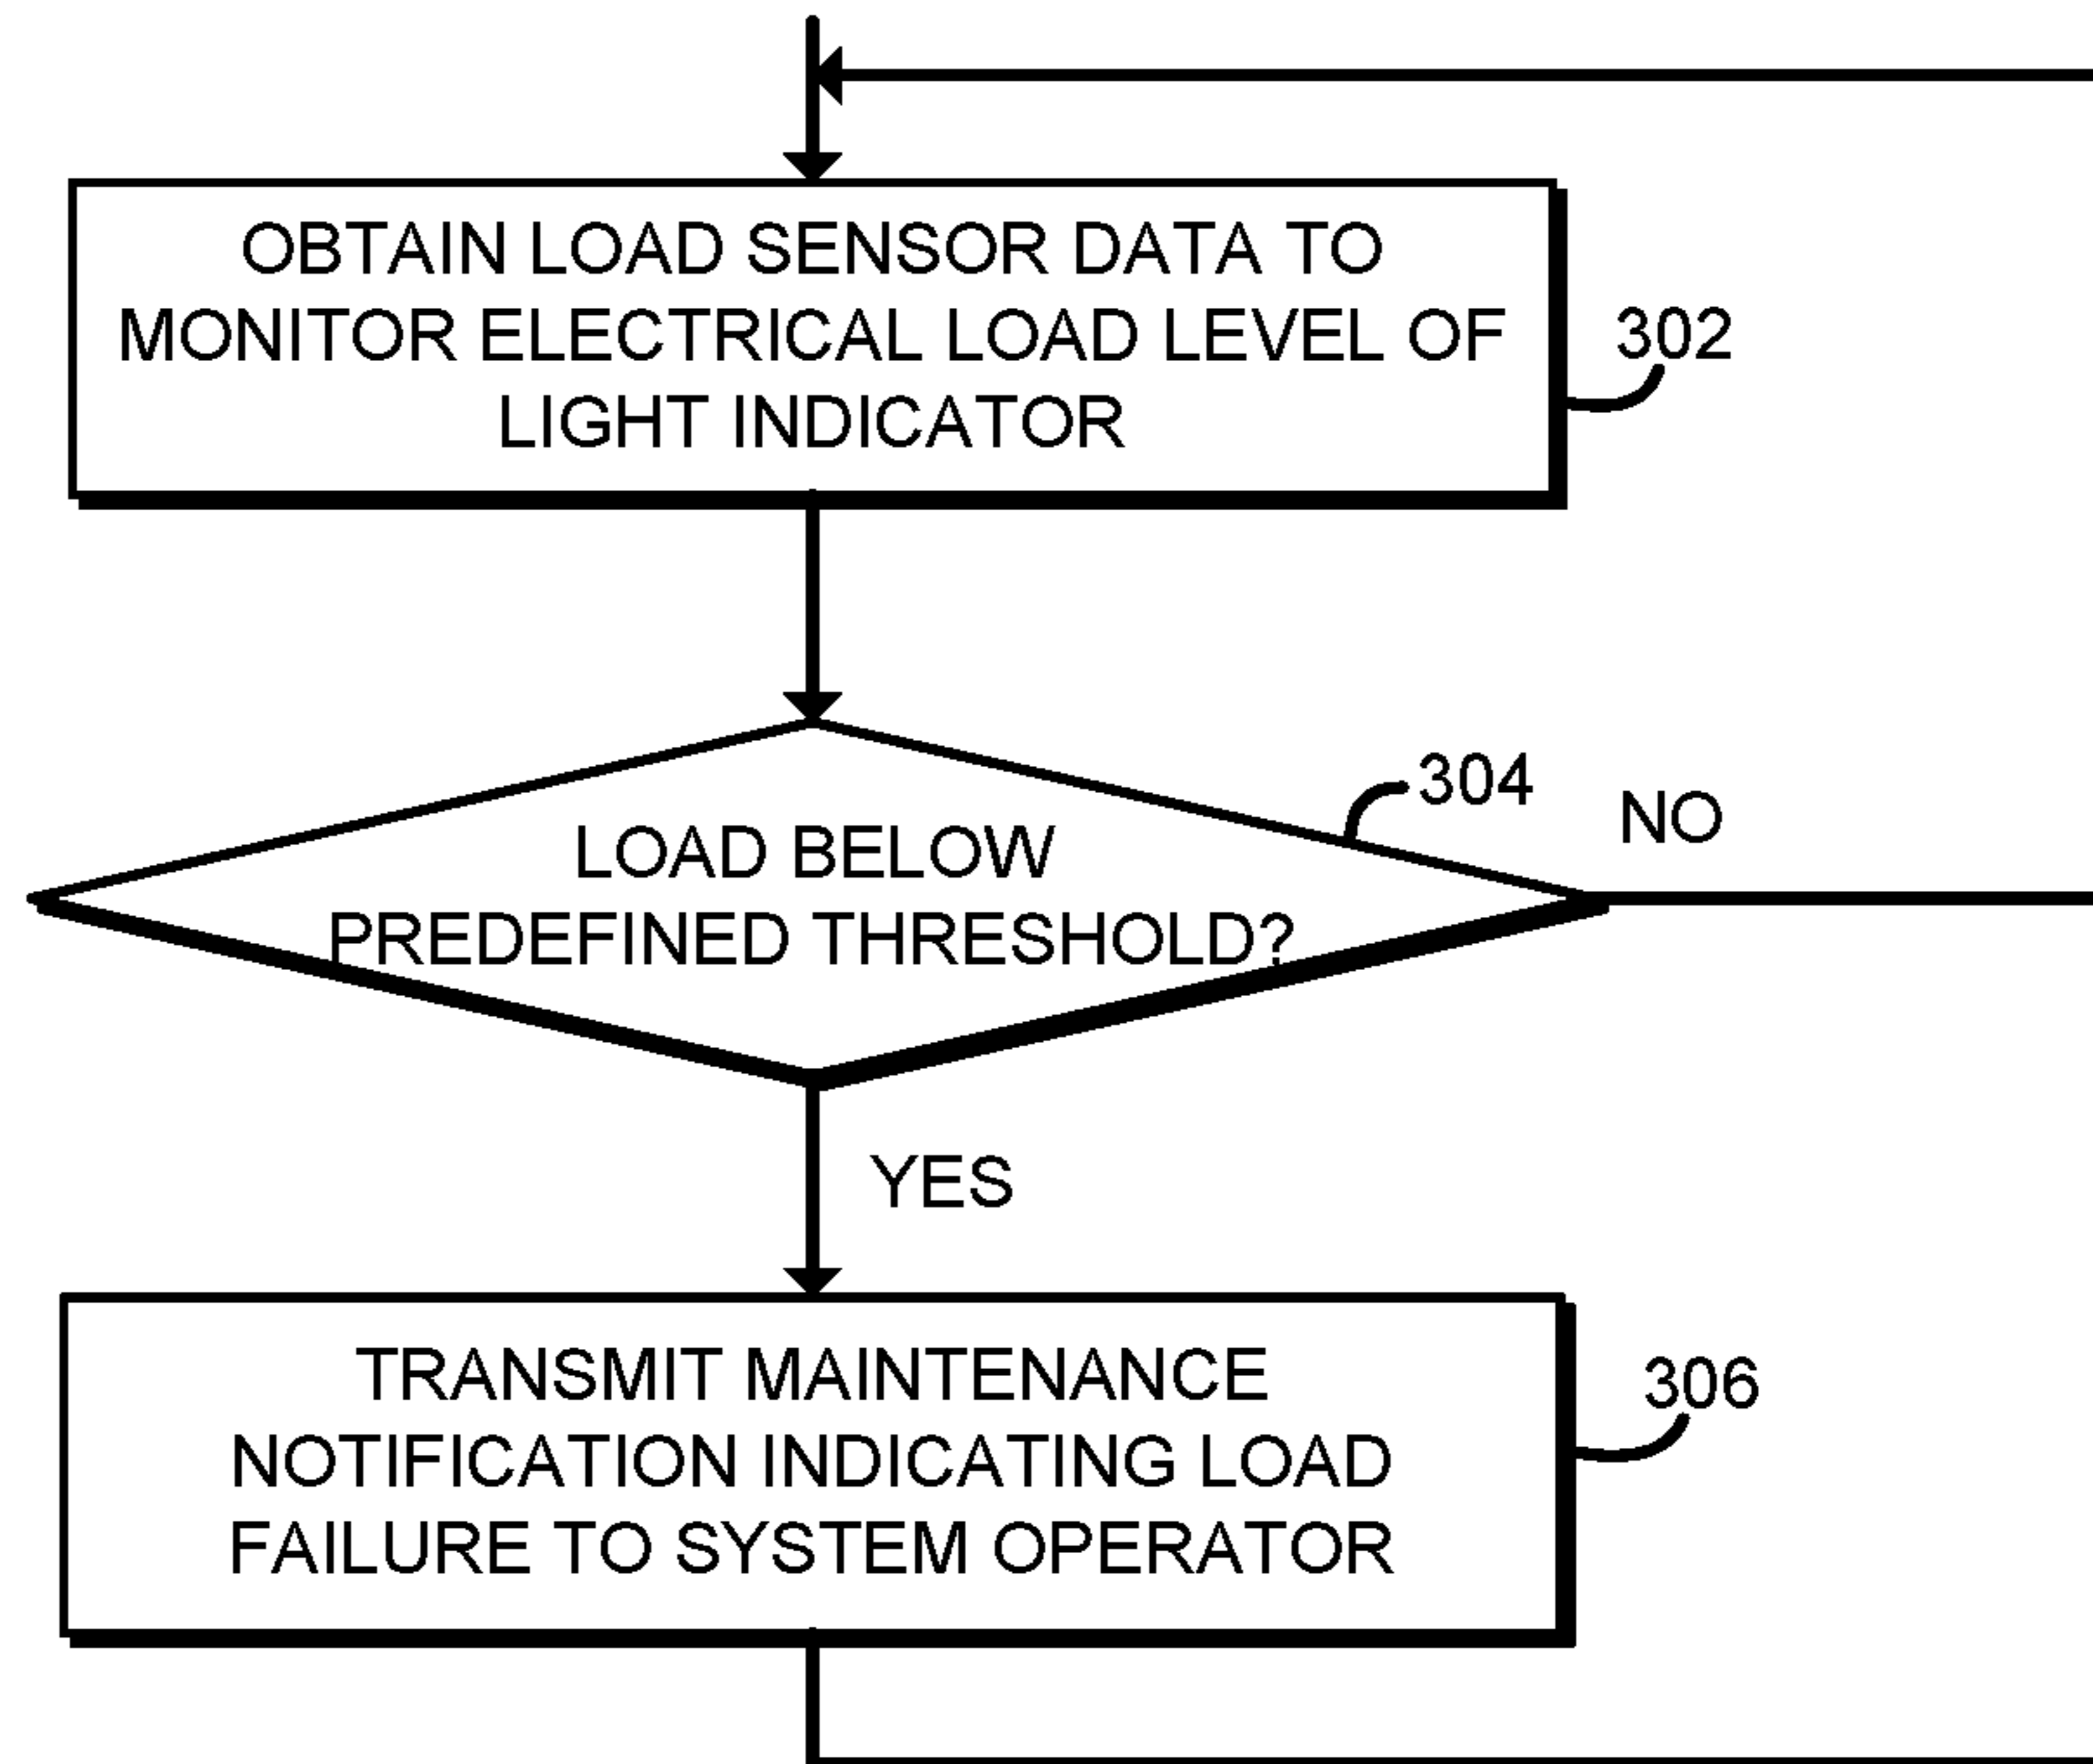 OBTAIN LOAD SENSOR DATA TO
MONITOR ELECTRICAL LOAD LEVEL OF
LIGHT INDICATOR
302
304
NO
LOAD BELOW
PREDEFINED THRESHOLD?
YES
TRANSMIT MAINTENANCE
NOTIFICATION INDICATING LOAD
FAILURE TO SYSTEM OPERATOR
306